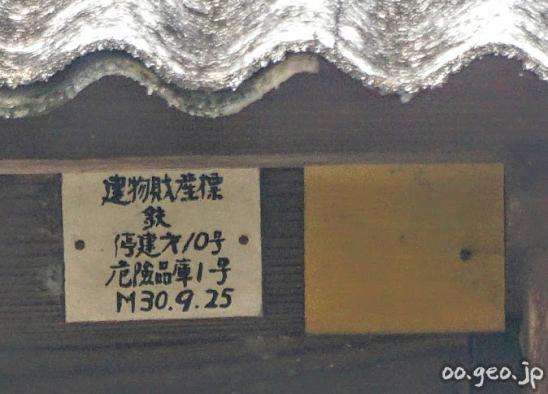 建物財産標
鉄
停建才10号
危険品庫1号
M30.9.25
oo.geo.jp